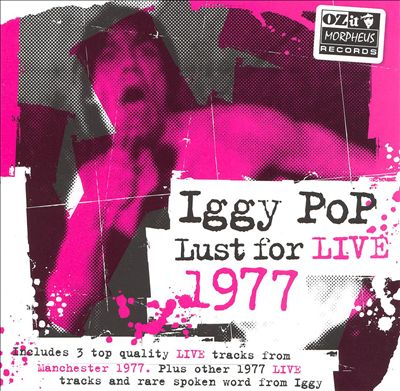 OZit
MORPHEUS
RECORDS
Iggy PoP
Lust for LIVE
1977
Includes 3 top quality LIVE tracks from
Manchester 1977. Plus other 1977 LIVE
tracks and rare spoken word from Iggy